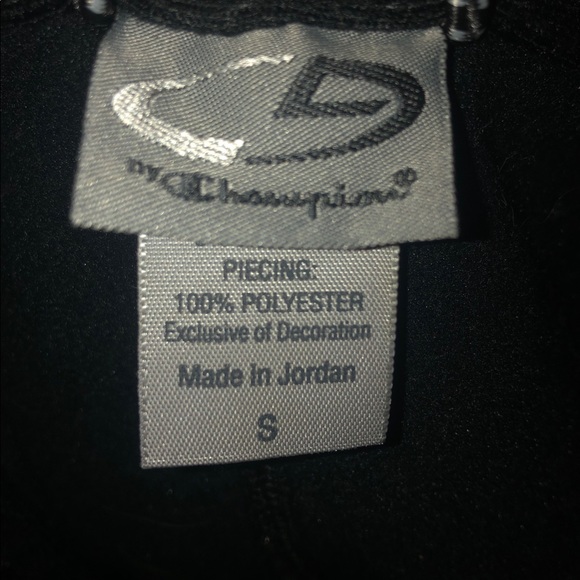 by Champion®
PIECING:
100% POLYESTER
Exclusive of Decoration
Made in Jordan
S